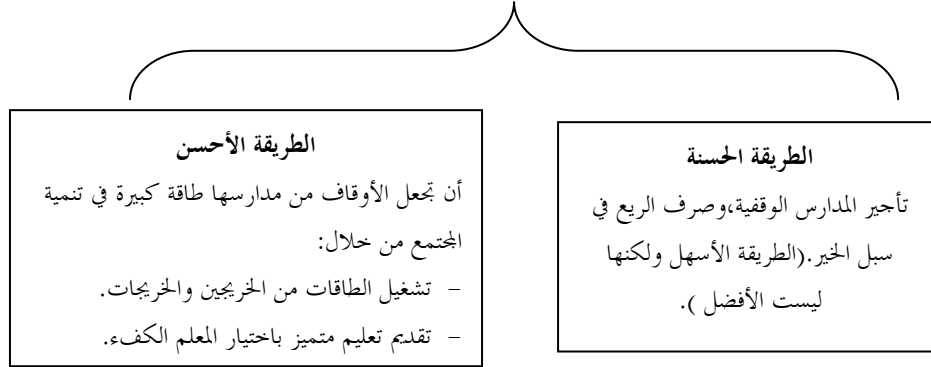 الطريقة الحسنة
تأجير المدارس الوقفية،وصرف الريع في
سبل الخير.(الطريقة الأسهل ولكنها
ليست الأفضل ).
الطريقة الأحسن
أن تجعل الأوقاف من مدارسها طاقة كبيرة في تنمية
المجتمع من خلال:
- تشغيل الطاقات من الخريجين والخريجات.
- تقديم تعليم متميز باختيار المعلم الكفء.